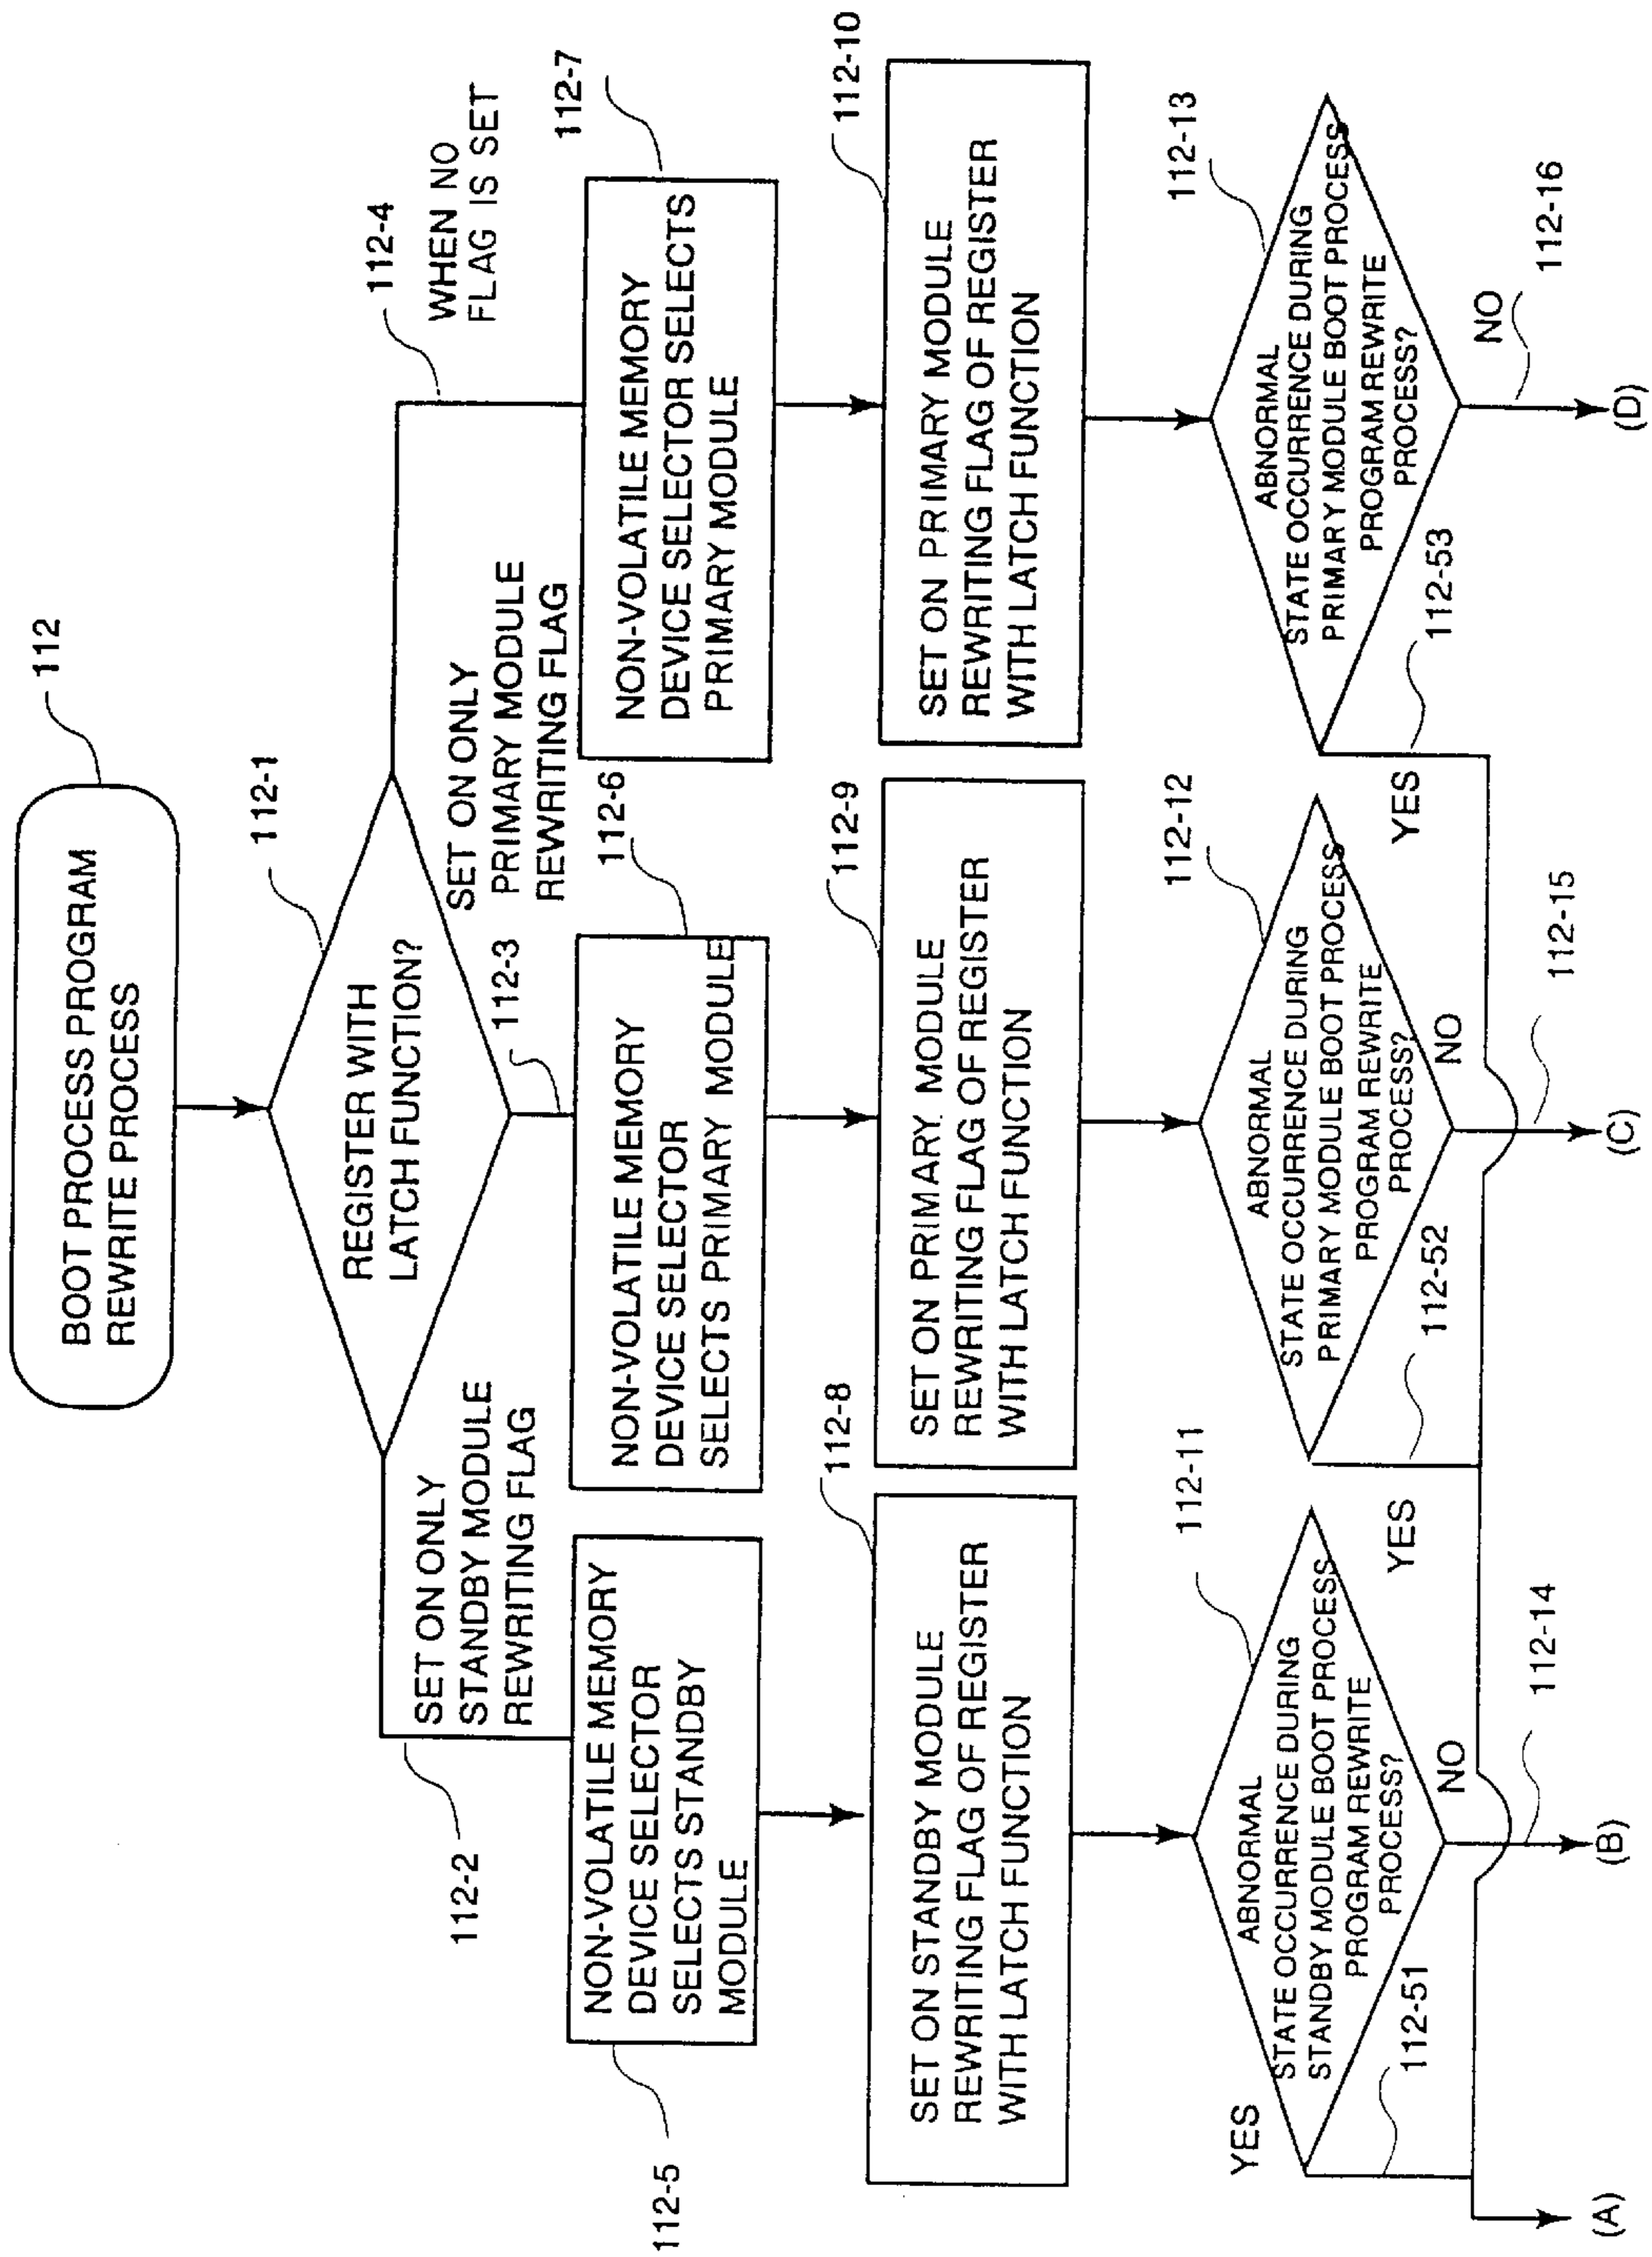 BOOT PROCESS PROGRAM
REWRITE PROCESS
112
REGISTER WITH
LATCH FUNCTION?
112-1
SET ON ONLY
STANDBY MODULE
REWRITING FLAG
112-2
112-3
SET ON ONLY
PRIMARY MODULE
REWRITING FLAG
112-4
WHEN NO
FLAG IS SET
NON-VOLATILE MEMORY
DEVICE SELECTOR
SELECTS STANDBY
MODULE
112-5
NON-VOLATILE MEMORY
DEVICE SELECTOR
SELECTS PRIMARY MODULE
112-6
NON-VOLATILE MEMORY
DEVICE SELECTOR SELECTS
PRIMARY MODULE
112-7
SET ON STANDBY MODULE
REWRITING FLAG OF REGISTER
WITH LATCH FUNCTION
112-8
SET ON PRIMARY. MODULE
REWRITING FLAG OF REGISTER
WITH LATCH FUNCTION
112-9
SET ON PRIMARY MODULE
REWRITING FLAG OF REGISTER
WITH LATCH FUNCTION
112-10
YES
ABNORMAL
STATE OCCURRENCE DURING
STANDBY MODULE BOOT PROCESS
PROGRAM REWRITE
PROCESS?
112-11
112-51
NO
112-14
YES
ABNORMAL
STATE OCCURRENCE DURING
PRIMARY MODULE BOOT PROCESS
PROGRAM REWRITE
PROCESS?
112-12
112-52
NO
112-15
YES
ABNORMAL
STATE OCCURRENCE DURING
PRIMARY MODULE BOOT PROCESS
PROGRAM REWRITE
PROCESS?
112-13
112-53
NO
112-16
(A)
(B)
(C)
(D)